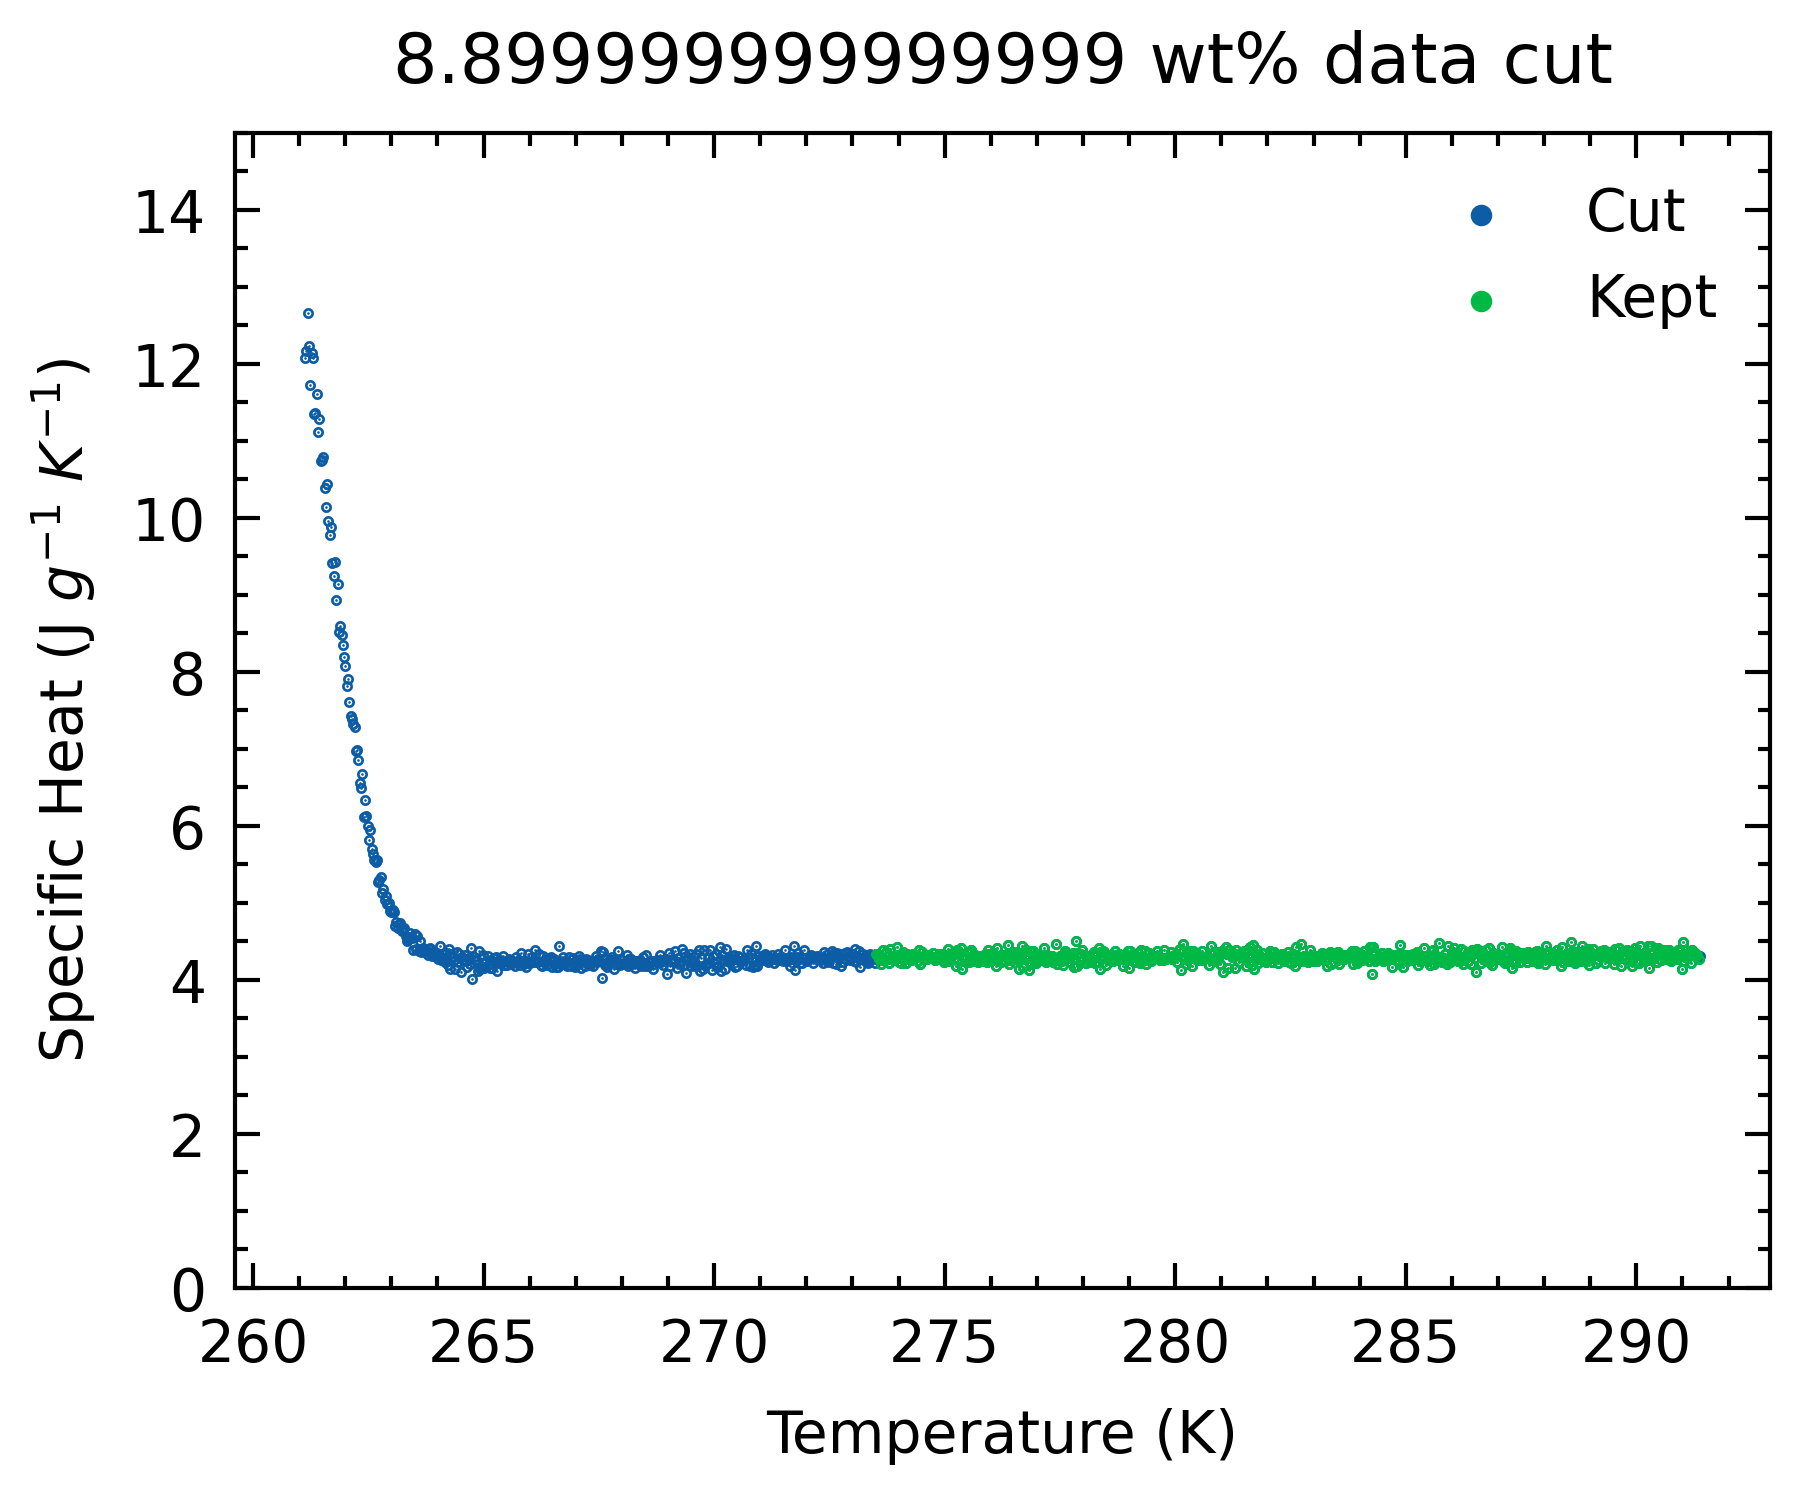 8.899999999999999 wt% data cut
Cut
Kept
14
12
10
8
6
4
2
0
Specific Heat (J g⁻¹ K⁻¹)
260 265 270 275 280 285 290
Temperature (K)